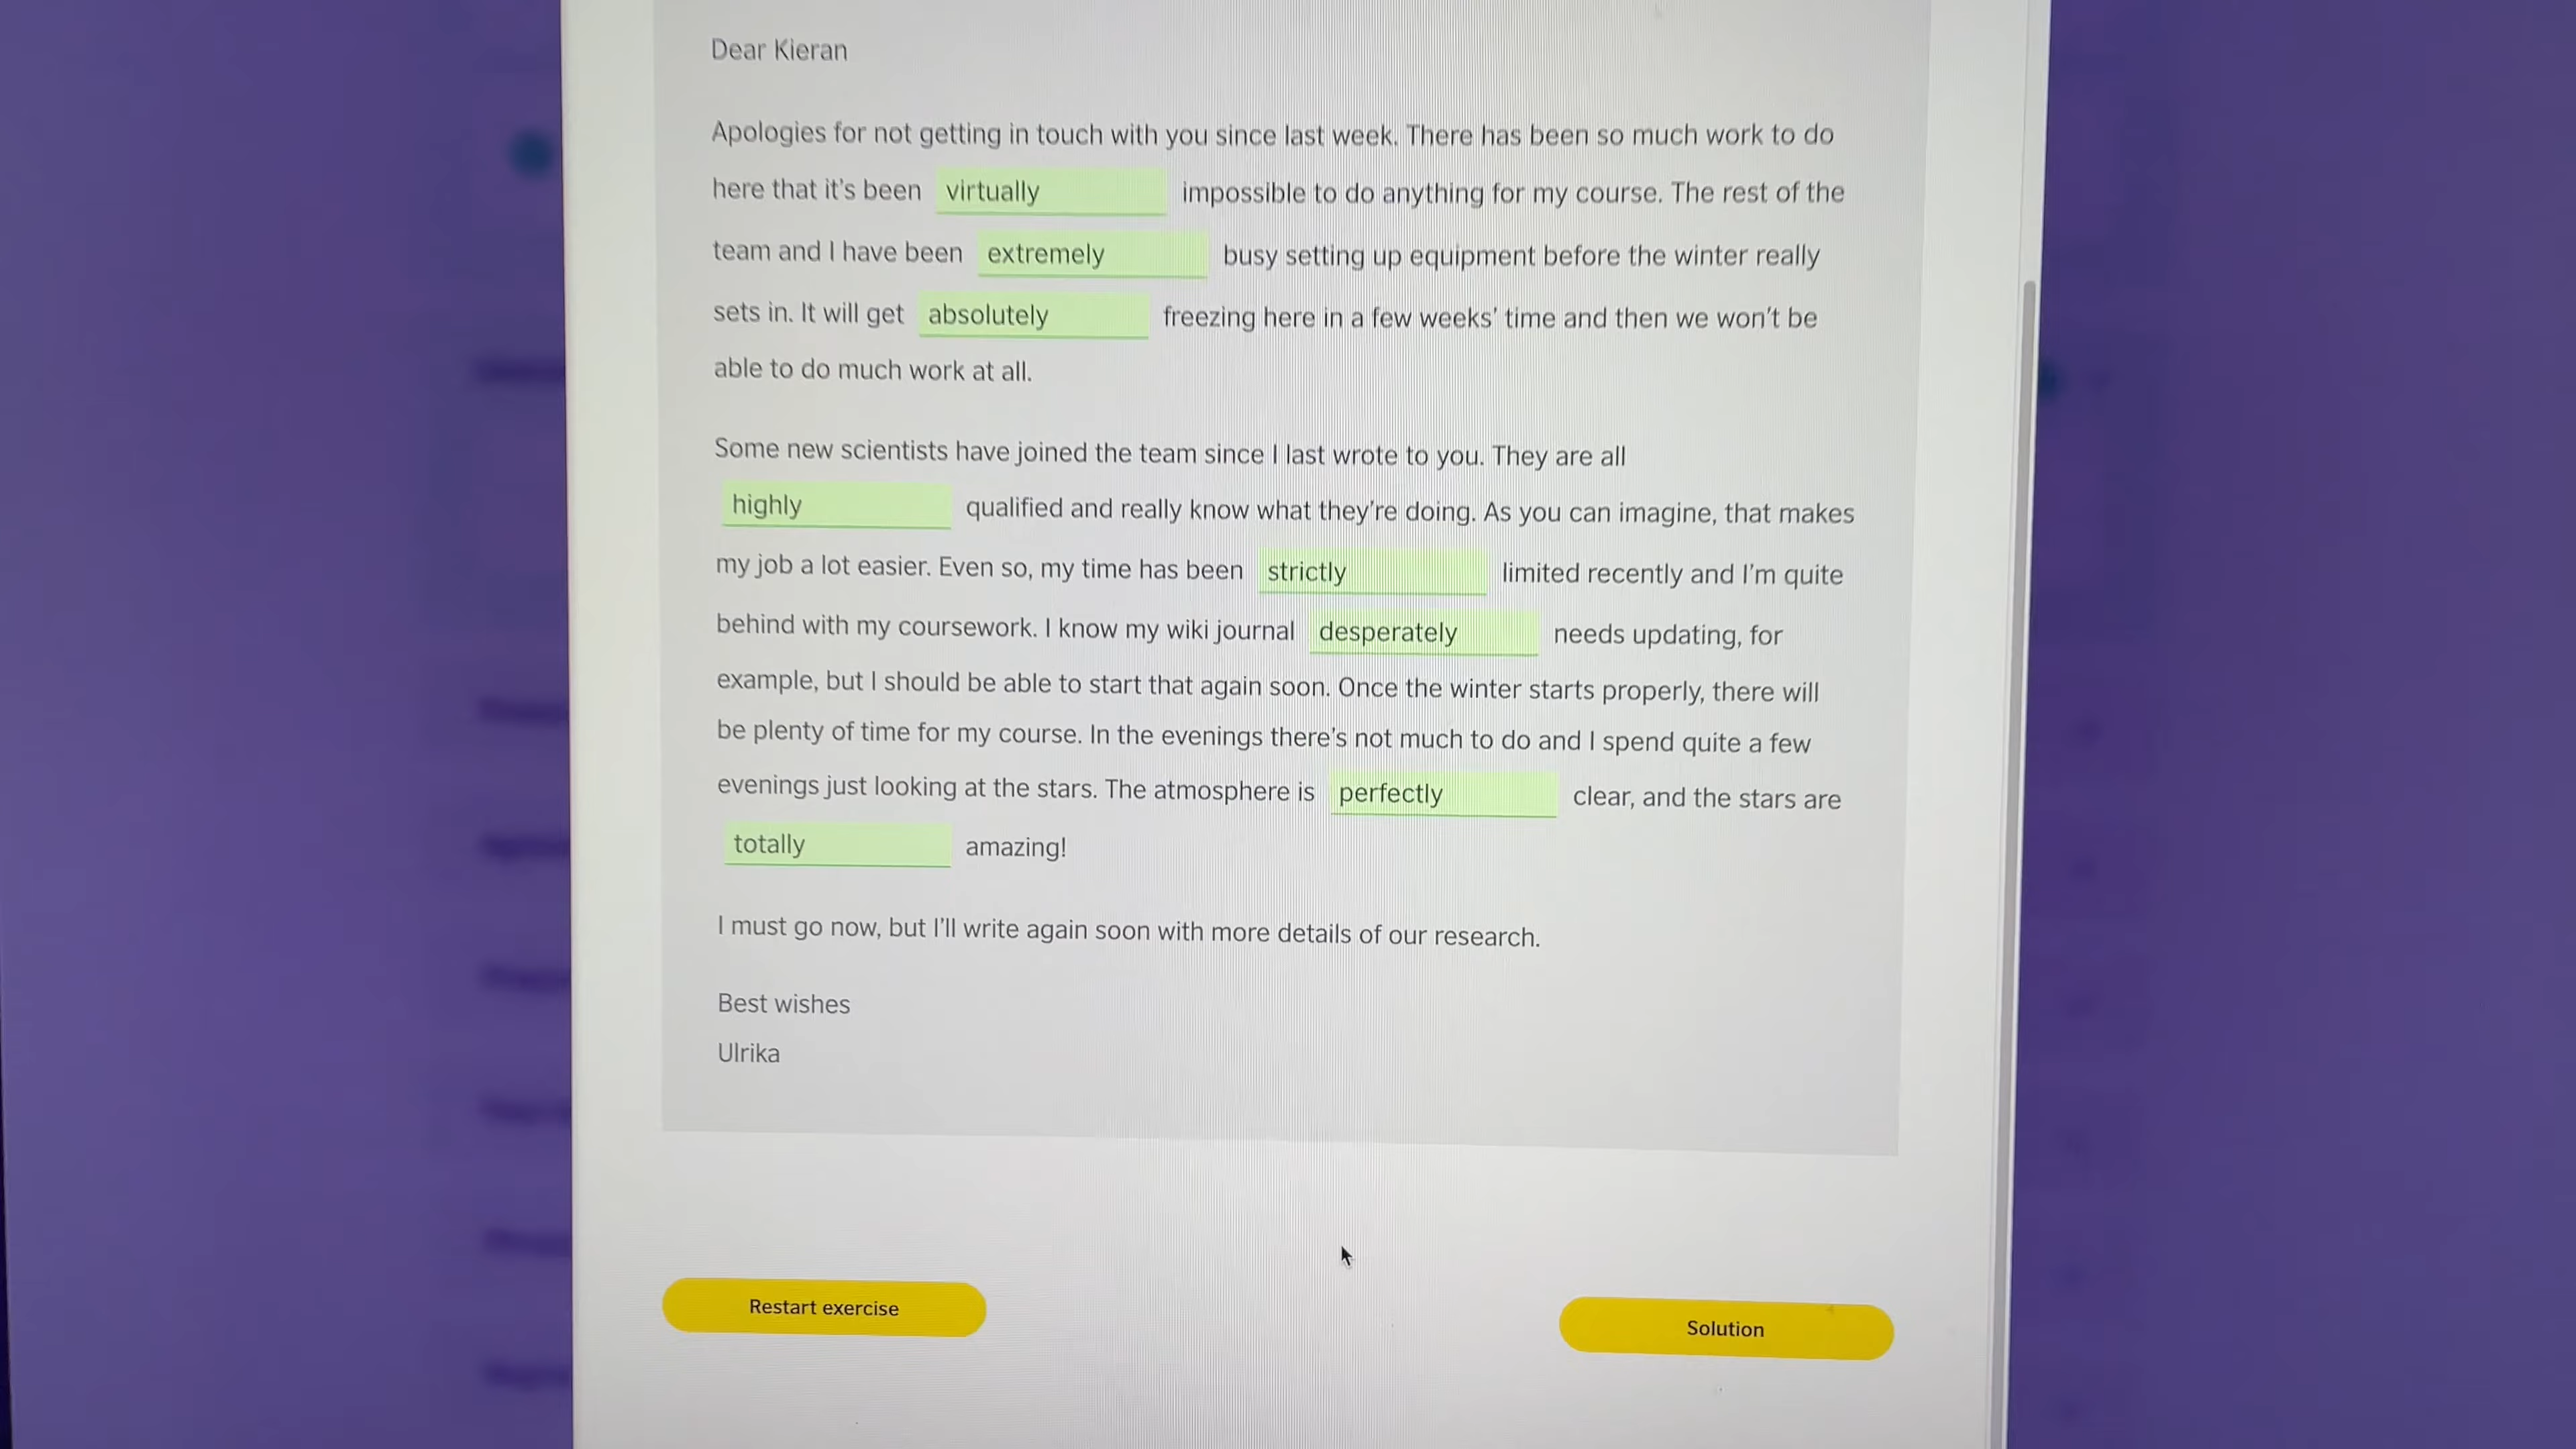 Dear Kieran
Apologies for not getting in touch with you since last week. There has been so much work to do
here that it's been virtually impossible to do anything for my course. The rest of the
team and I have been extremely busy setting up equipment before the winter really
sets in. It will get absolutely freezing here in a few weeks' time and then we won't be
able to do much work at all.
Some new scientists have joined the team since I last wrote to you. They are all
highly qualified and really know what they're doing. As you can imagine, that makes
my job a lot easier. Even so, my time has been strictly limited recently and I'm quite
behind with my coursework. I know my wiki journal desperately needs updating, for
example, but I should be able to start that again soon. Once the winter starts properly, there will
be plenty of time for my course. In the evenings there's not much to do and I spend quite a few
evenings just looking at the stars. The atmosphere is perfectly clear, and the stars are
totally amazing!
I must go now, but I'll write again soon with more details of our research.
Best wishes
Ulrika
Restart exercise
Solution